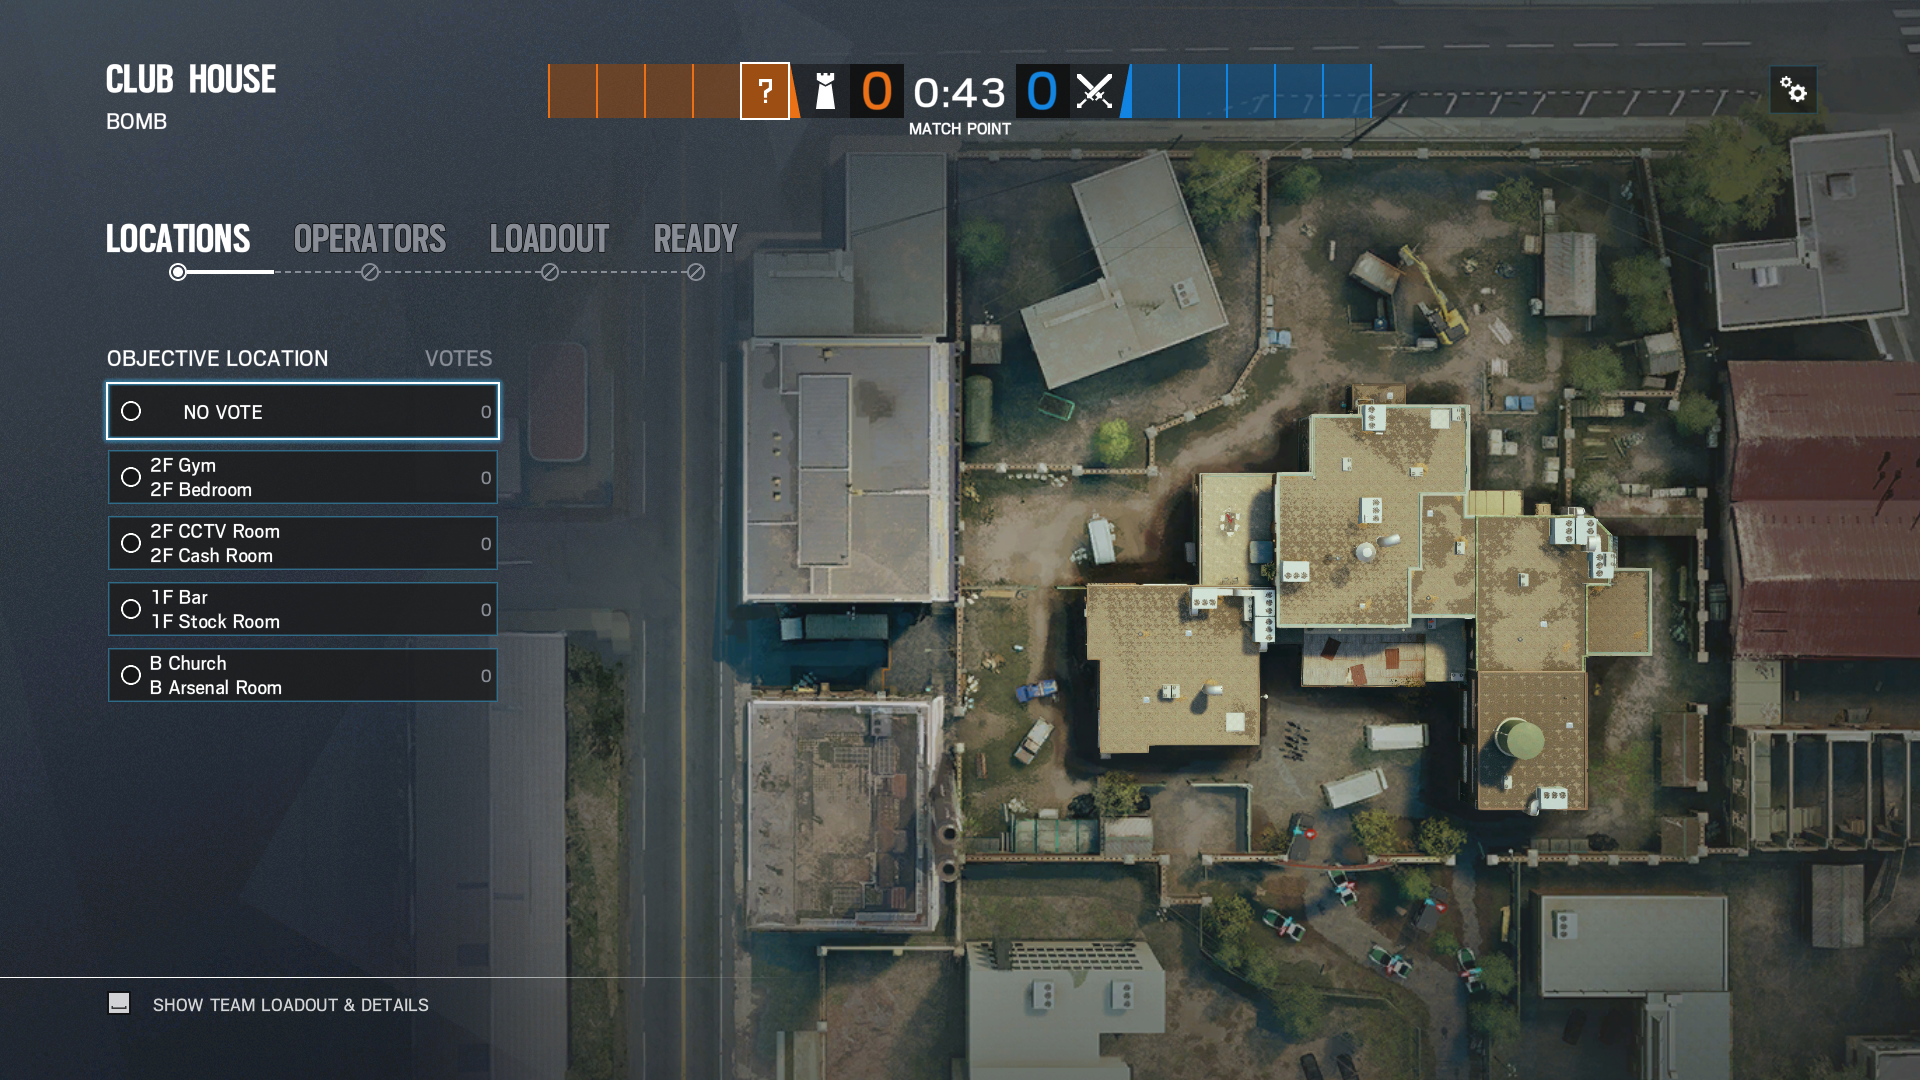 CLUB HOUSE
BOMB
?
0
0:43
0
MATCH POINT
LOCATIONS
OPERATORS
LOADOUT
READY
OBJECTIVE LOCATION
VOTES
NO VOTE
0
2F Gym
2F Bedroom
0
2F CCTV Room
2F Cash Room
0
1F Bar
1F Stock Room
0
B Church
B Arsenal Room
0
SHOW TEAM LOADOUT & DETAILS